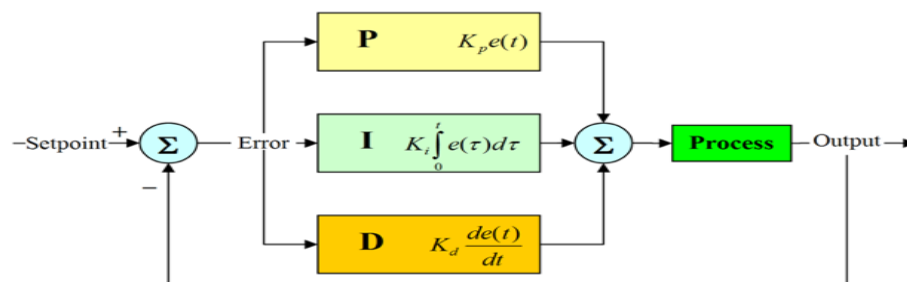 P K_p e(t)
–Setpoint + Σ Error I K_i ∫_0^t e(τ)dτ Σ Process Output
−
D K_d de(t)/dt